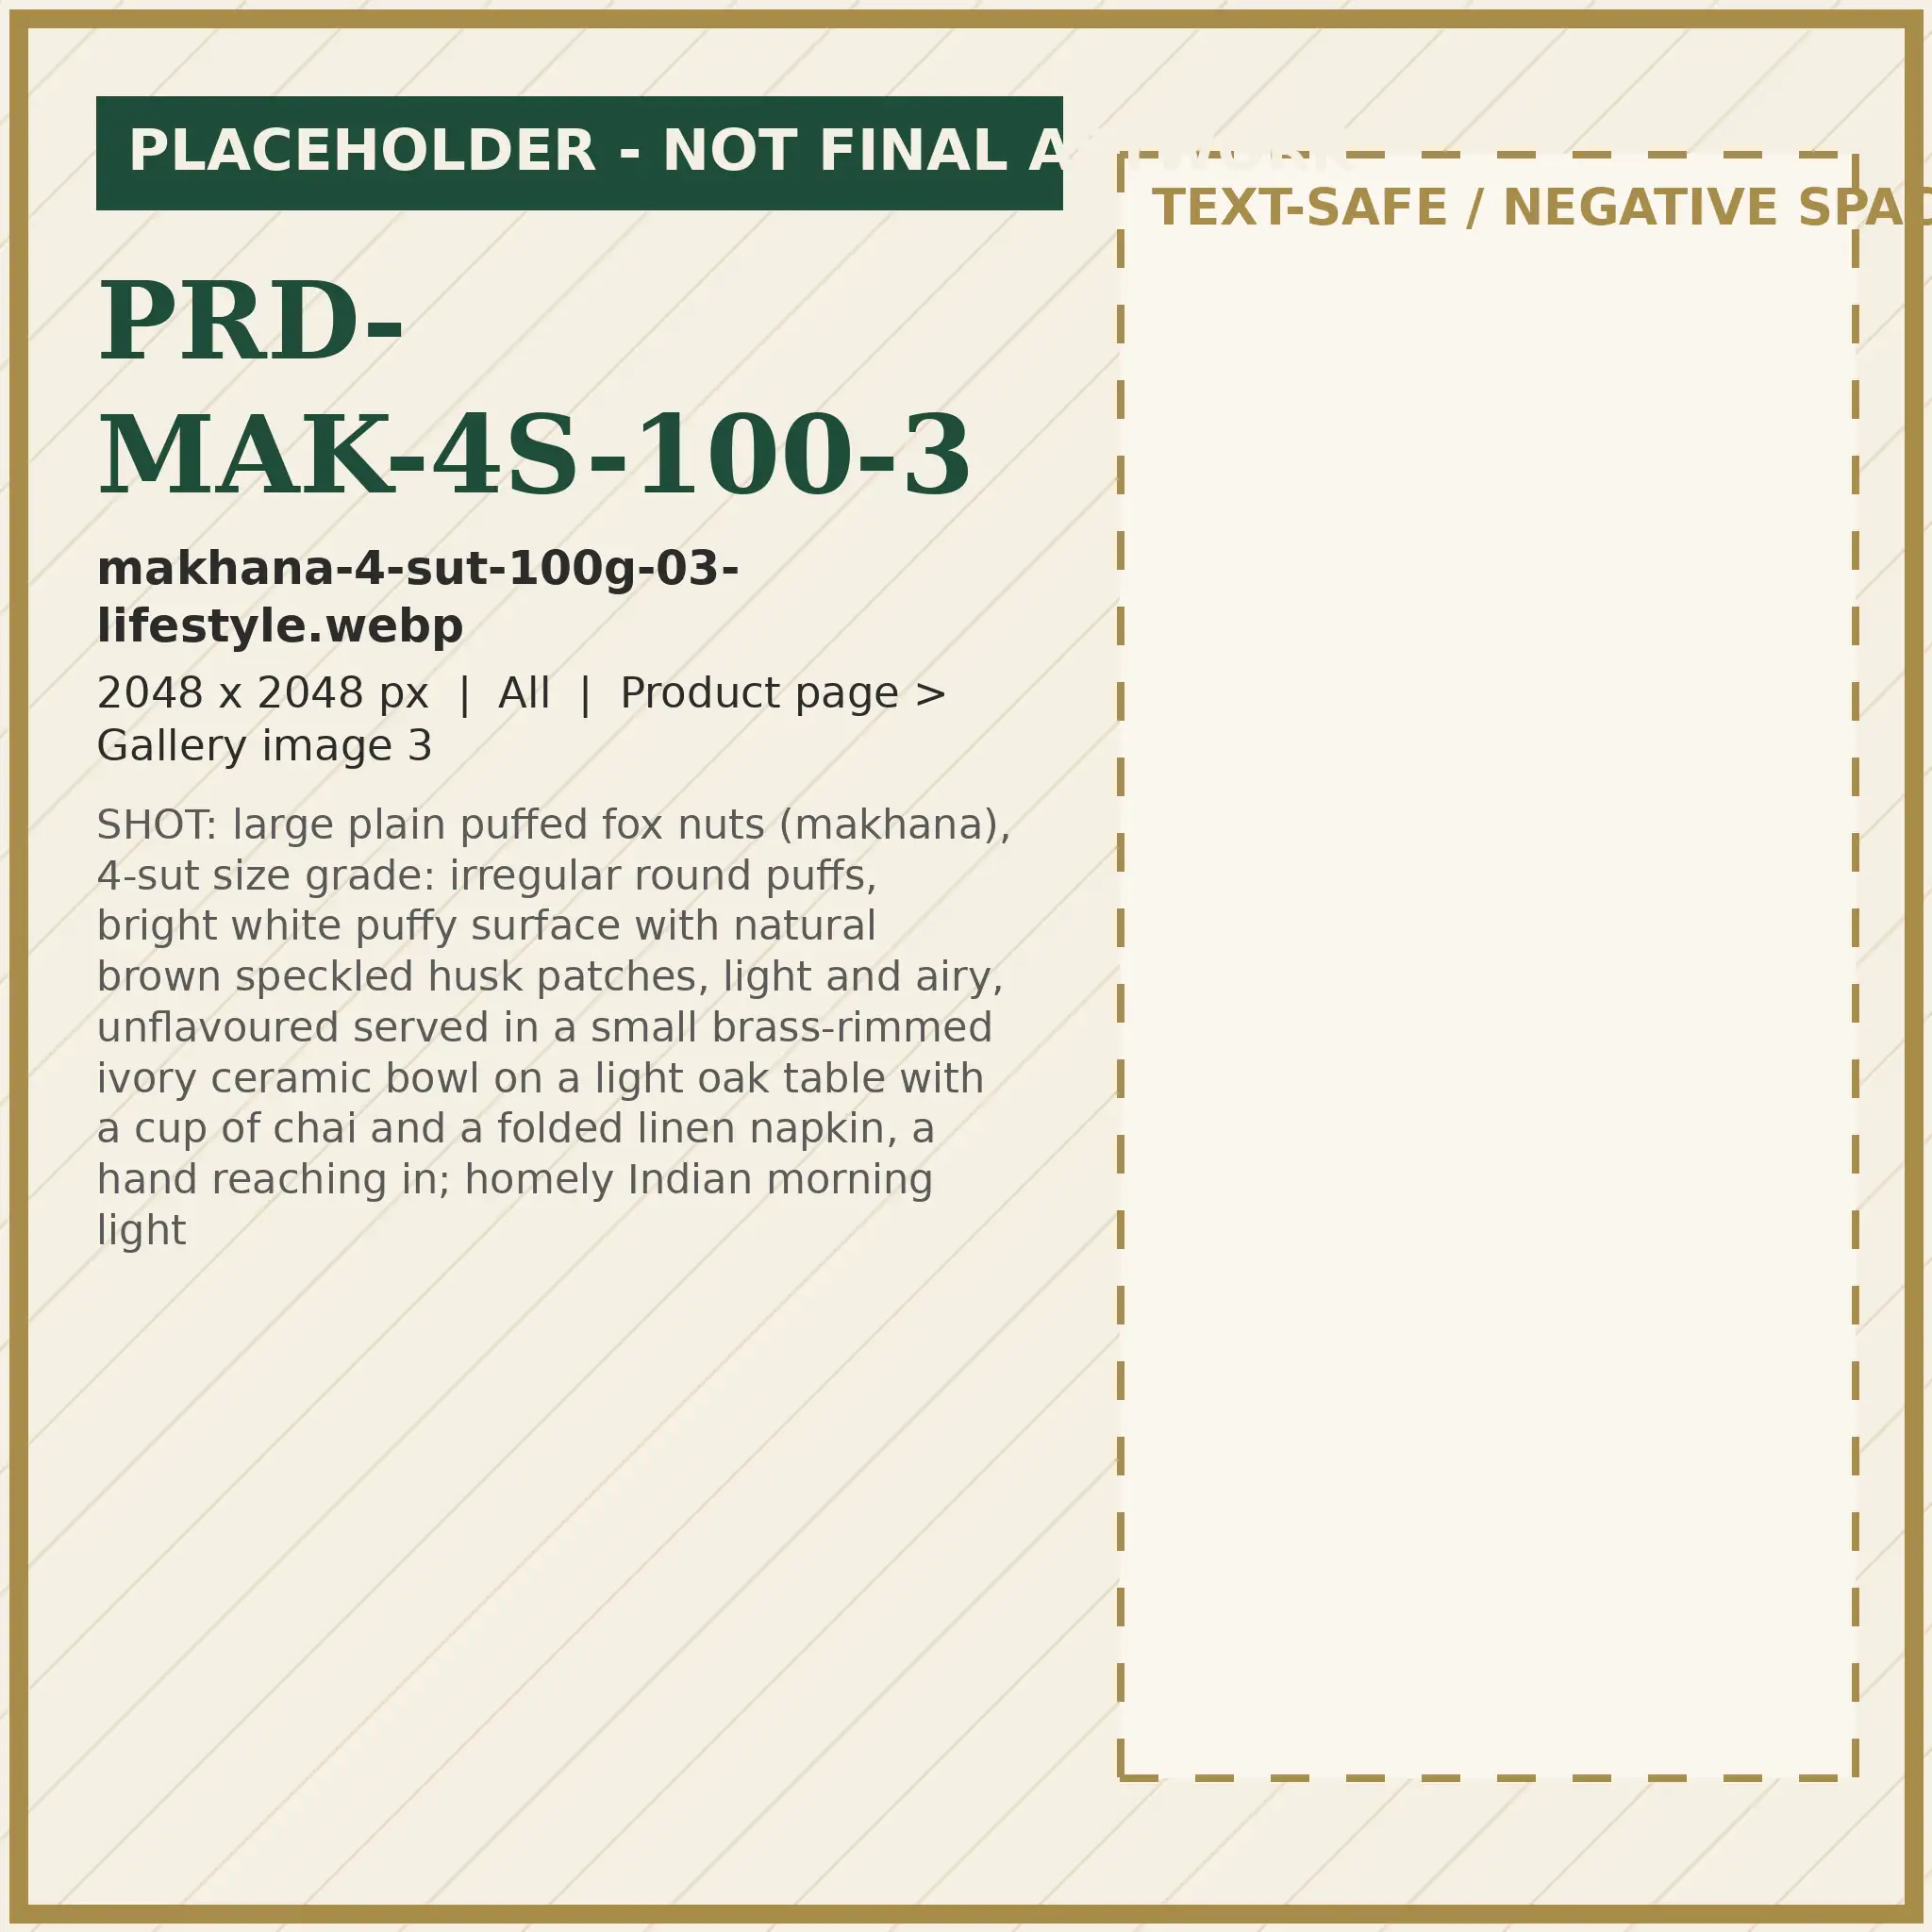 PLACEHOLDER - NOT FINAL ARTWORK
TEXT-SAFE / NEGATIVE
PRD-
MAK-4S-100-3
makhana-4-sut-100g-03-
lifestyle.webp
2048 x 2048 px | All | Product page >
Gallery image 3
SHOT: large plain puffed fox nuts (makhana),
4-sut size grade: irregular round puffs,
bright white puffy surface with natural
brown speckled husk patches, light and airy,
unflavoured served in a small brass-rimmed
ivory ceramic bowl on a light oak table with
a cup of chai and a folded linen napkin, a
hand reaching in; homely Indian morning
light